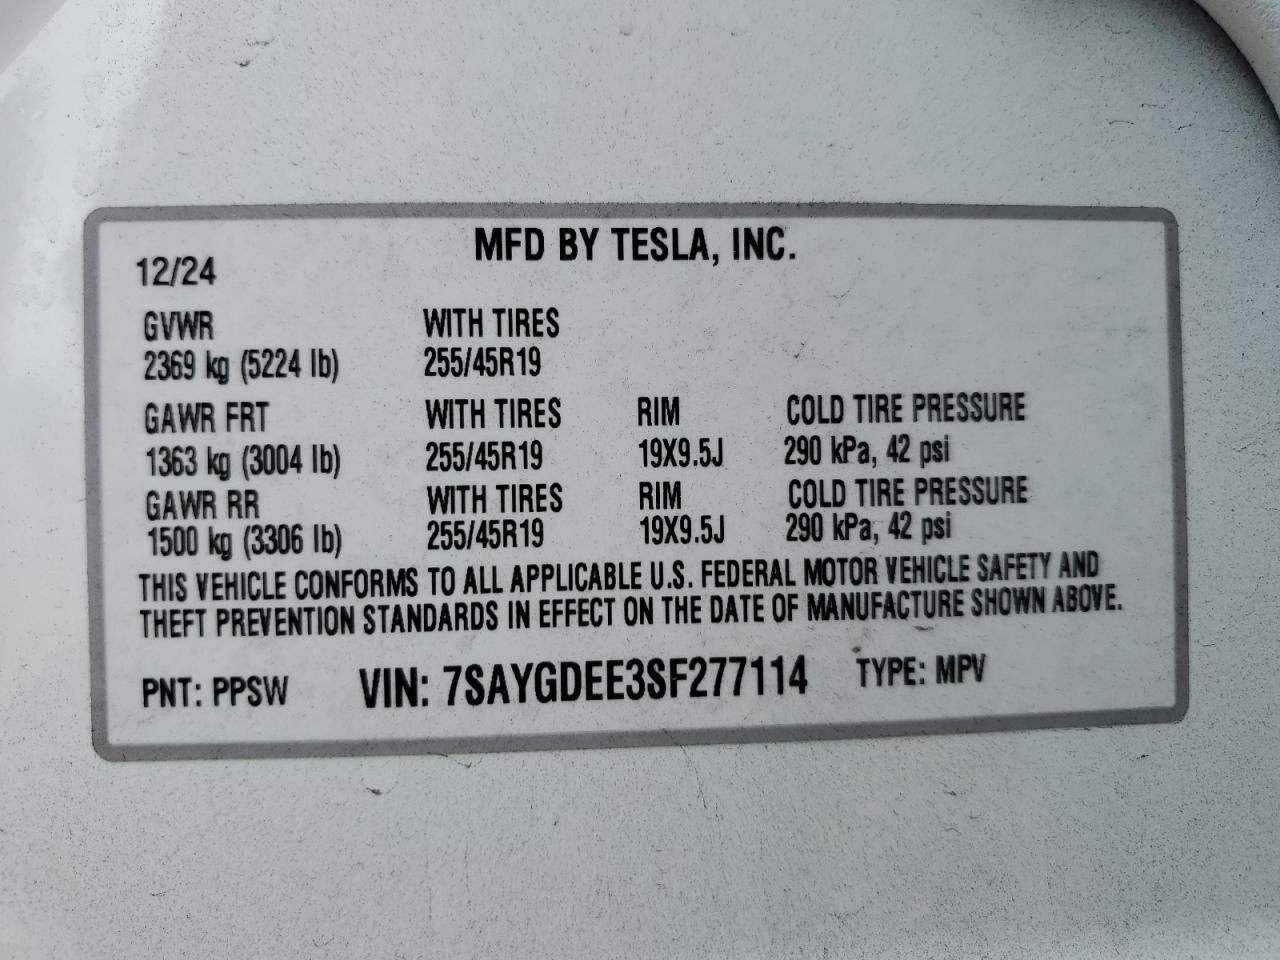 MFD BY TESLA, INC.
12/24
GVWR WITH TIRES
2369 kg (5224 lb) 255/45R19
GAWR FRT WITH TIRES RIM COLD TIRE PRESSURE
1363 kg (3004 lb) 255/45R19 19X9.5J 290 kPa, 42 psi
GAWR RR WITH TIRES RIM COLD TIRE PRESSURE
1500 kg (3306 lb) 255/45R19 19X9.5J 290 kPa, 42 psi
THIS VEHICLE CONFORMS TO ALL APPLICABLE U.S. FEDERAL MOTOR VEHICLE SAFETY AND
THEFT PREVENTION STANDARDS IN EFFECT ON THE DATE OF MANUFACTURE SHOWN ABOVE.
PNT: PPSW VIN: 7SAYGDEE3SF277114 TYPE: MPV